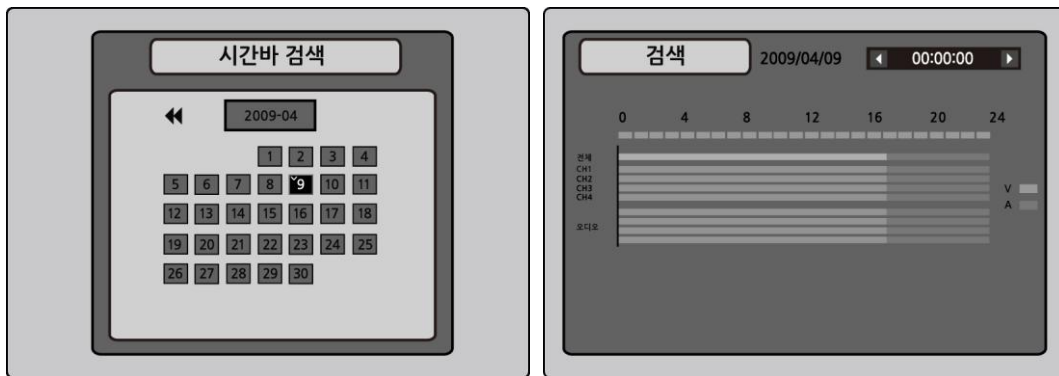 시간바 검색
2009-04
1 2 3 4
5 6 7 8 9 10 11
12 13 14 15 16 17 18
19 20 21 22 23 24 25
26 27 28 29 30
검색 2009/04/09 00:00:00
0 4 8 12 16 20 24
전체
CH1
CH2
CH3
CH4
오디오
V
A